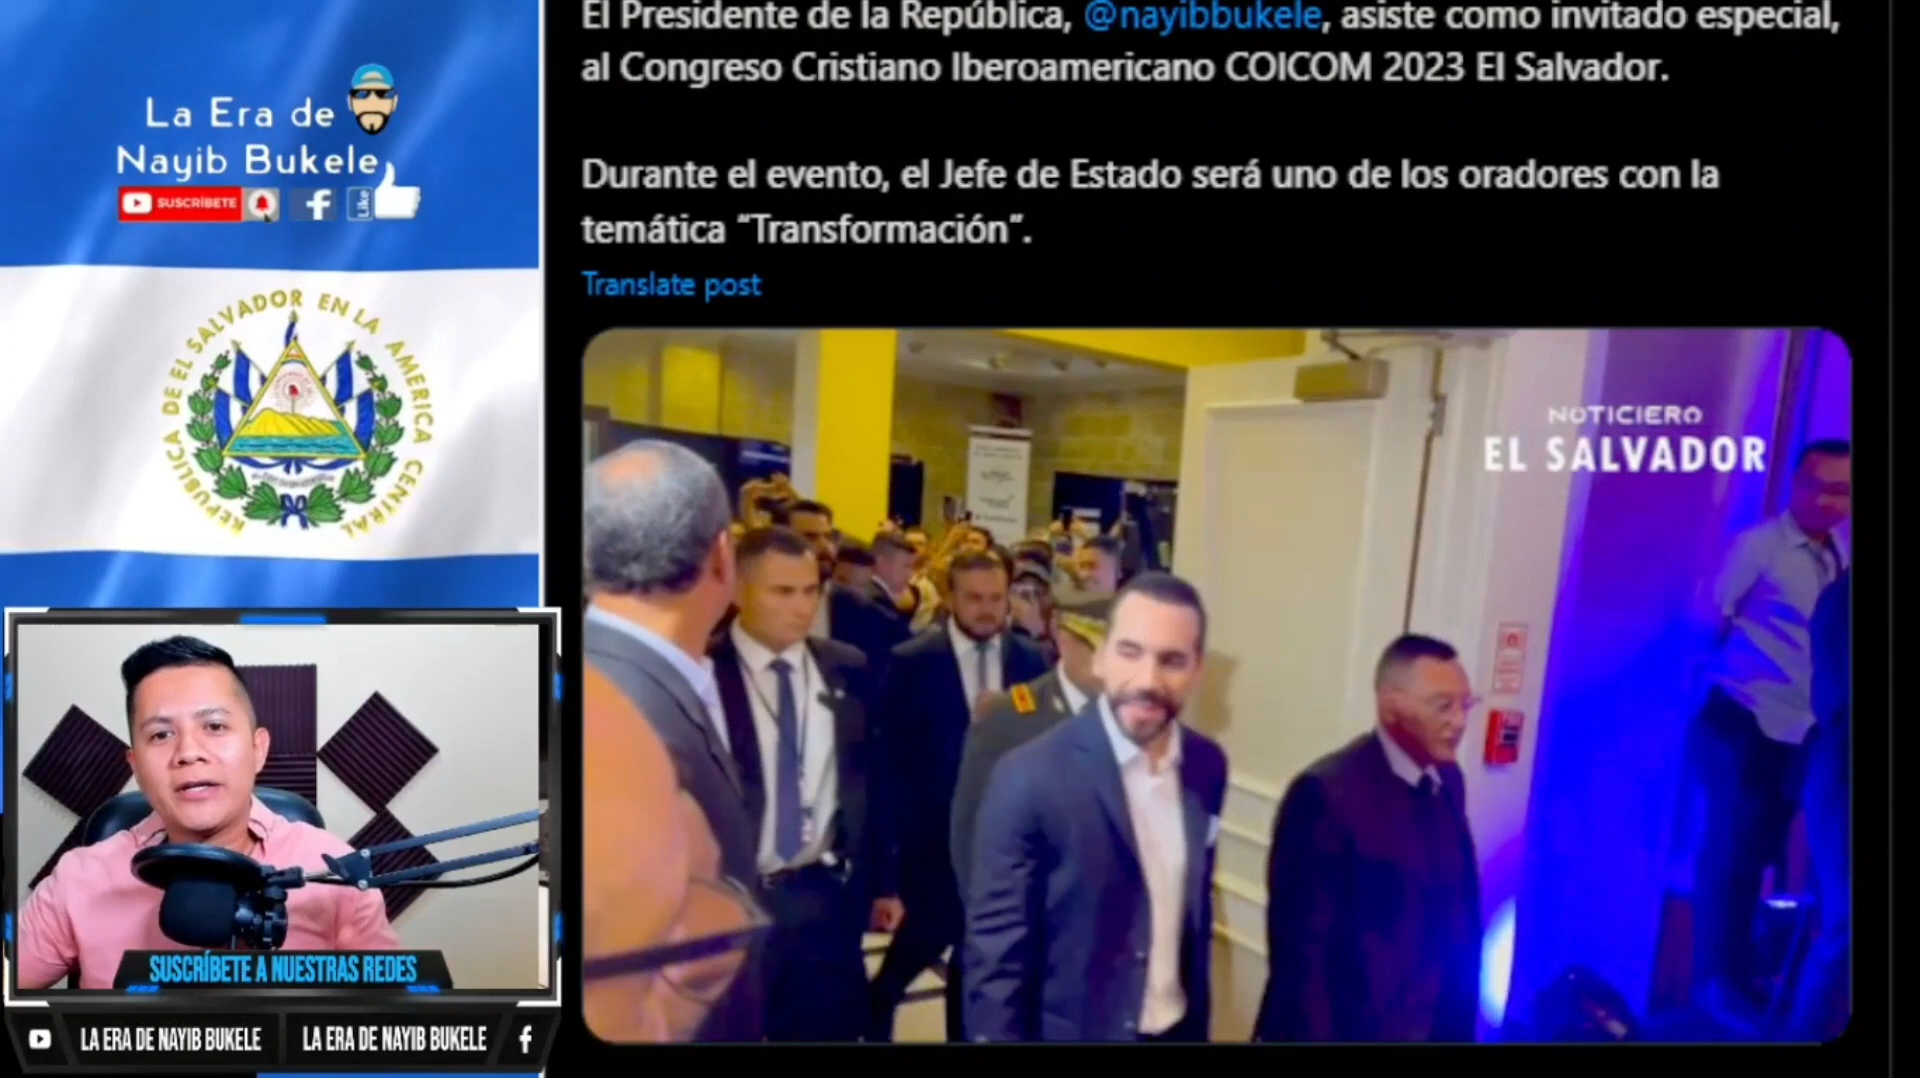 El Presidente de la República, @nayibbukele, asiste como invitado especial,
al Congreso Cristiano Iberoamericano COICOM 2023 El Salvador.
Durante el evento, el Jefe de Estado será uno de los oradores con la
temática “Transformación”.
Translate post
NOTICIERO
EL SALVADOR
La Era de
Nayib Bukele
SUSCRÍBETE
Like
REPUBLICA DE EL SALVADOR EN LA AMERICA CENTRAL
SUSCRÍBETE A NUESTRAS REDES
LA ERA DE NAYIB BUKELE
LA ERA DE NAYIB BUKELE